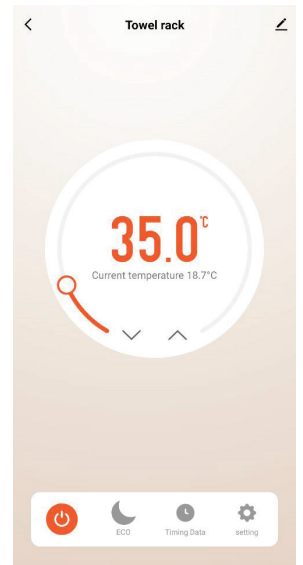 Towel rack
35.0℃
Current temperature 18.7°C
ECO
Timing Data
setting